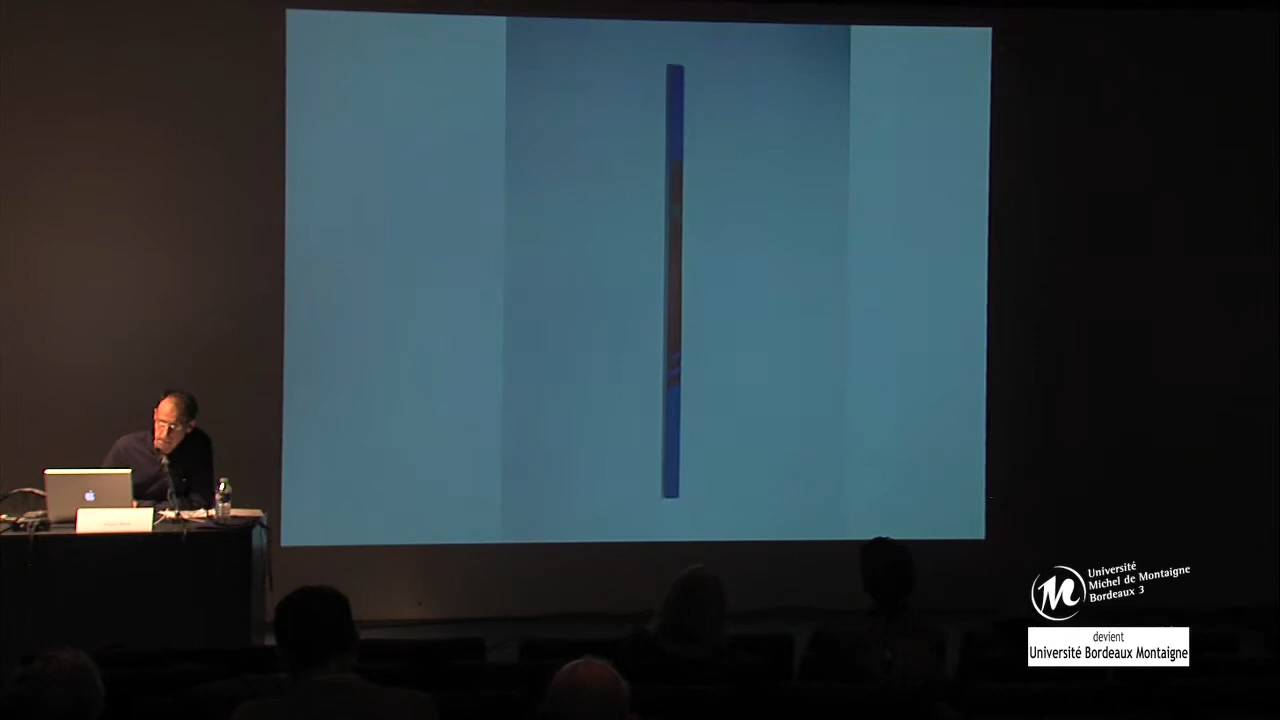 Université
Michel de Montaigne
Bordeaux 3
devient
Université Bordeaux Montaigne